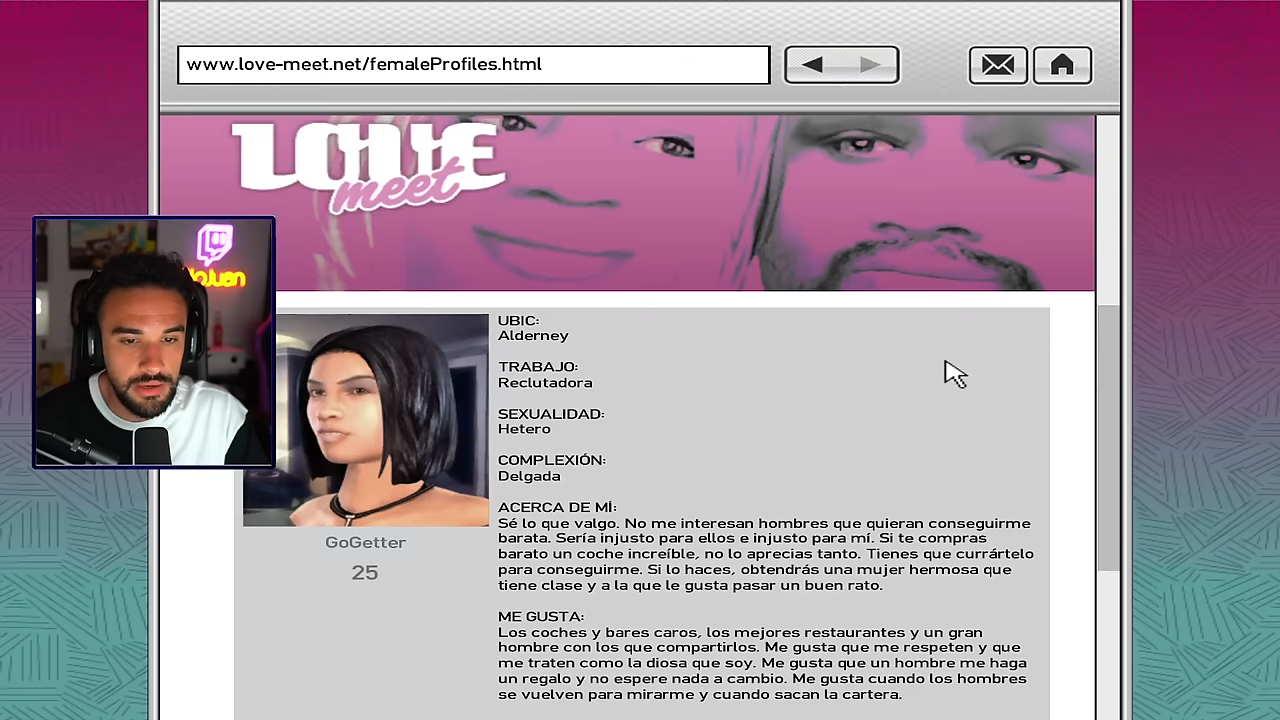 www.love-meet.net/femaleProfiles.html
LOVE
meet
UBIC:
Alderney
TRABAJO:
Reclutadora
SEXUALIDAD:
Hetero
COMPLEXIÓN:
Delgada
ACERCA DE MÍ:
Sé lo que valgo. No me interesan hombres que quieran conseguirme
barata. Sería injusto para ellos e injusto para mí. Si te compras
barato un coche increíble, no lo aprecias tanto. Tienes que currártelo
para conseguirme. Si lo haces, obtendrás una mujer hermosa que
tiene clase y a la que le gusta pasar un buen rato.
ME GUSTA:
Los coches y bares caros, los mejores restaurantes y un gran
hombre con los que compartirlos. Me gusta que me respeten y que
me traten como la diosa que soy. Me gusta que un hombre me haga
un regalo y no espere nada a cambio. Me gusta cuando los hombres
se vuelven para mirarme y cuando sacan la cartera.
GoGetter
25